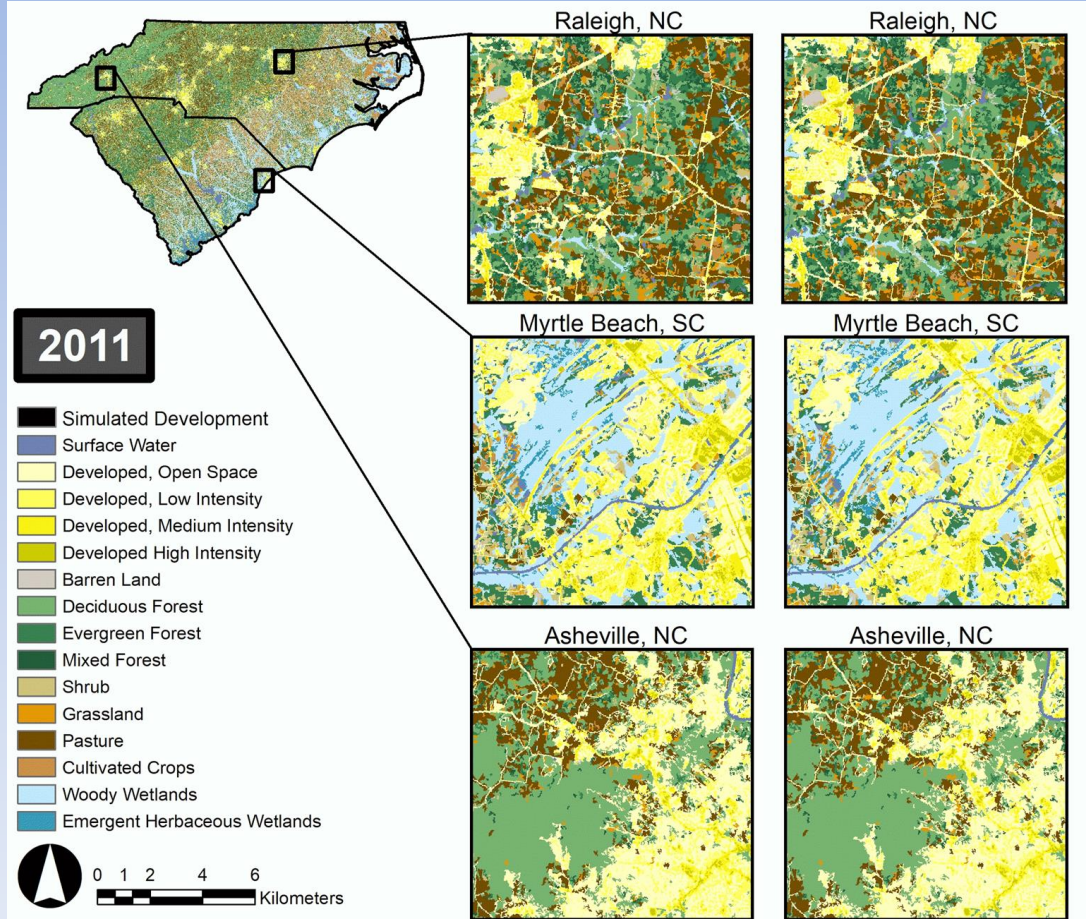 Raleigh, NC
Raleigh, NC
Myrtle Beach, SC
Myrtle Beach, SC
2011
Simulated Development
Surface Water
Developed, Open Space
Developed, Low Intensity
Developed, Medium Intensity
Developed High Intensity
Barren Land
Deciduous Forest
Evergreen Forest
Mixed Forest
Shrub
Grassland
Pasture
Cultivated Crops
Woody Wetlands
Emergent Herbaceous Wetlands
Asheville, NC
Asheville, NC
0 1 2 4 6
Kilometers